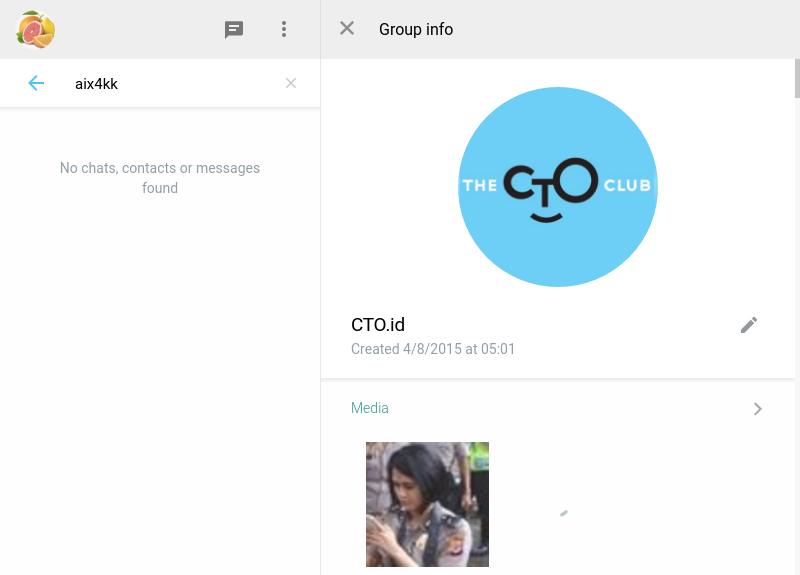 Group info
aix4kk
No chats, contacts or messages
found
THE CTO CLUB
CTO.id
Created 4/8/2015 at 05:01
Media